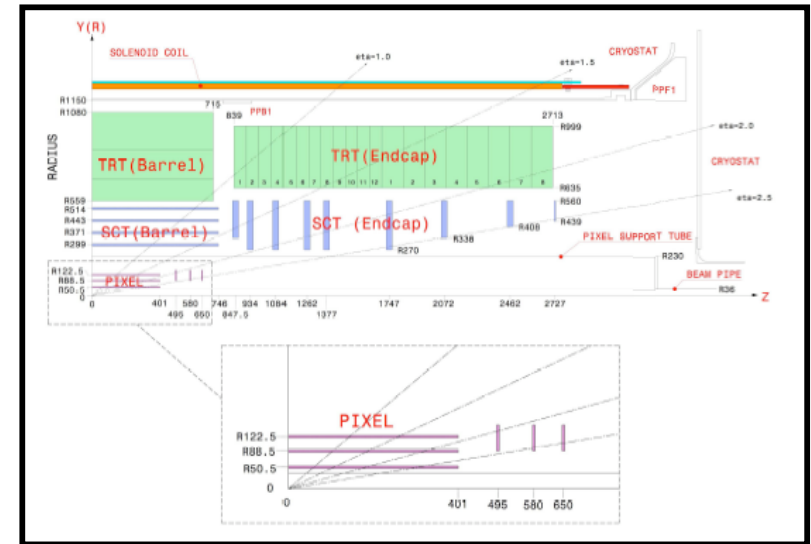 Y(R)
SOLENOID COIL
eta=1.0
eta=1.5
CRYOSTAT
PPF1
R1150
R1080
715
PPB1
839
2713
R999
RADIUS
TRT(Barrel)
TRT(Endcap)
1 2 3 4 5 6 7 8 9 10 11 12 1 2 3 4 5 6 7 8
eta=2.0
CRYOSTAT
R635
R559
R514
R443
R371
R299
SCT(Barrel)
SCT (Endcap)
R560
R439
R408
R338
R270
eta=2.5
PIXEL SUPPORT TUBE
R230
BEAM PIPE
R36
Z
R122.5
R88.5
R50.5
PIXEL
0
0
401 580 746 934 1084 1262 1747 2072 2462 2727
495 650 847.5 1377
PIXEL
R122.5
R88.5
R50.5
0
0
401 495 580 650